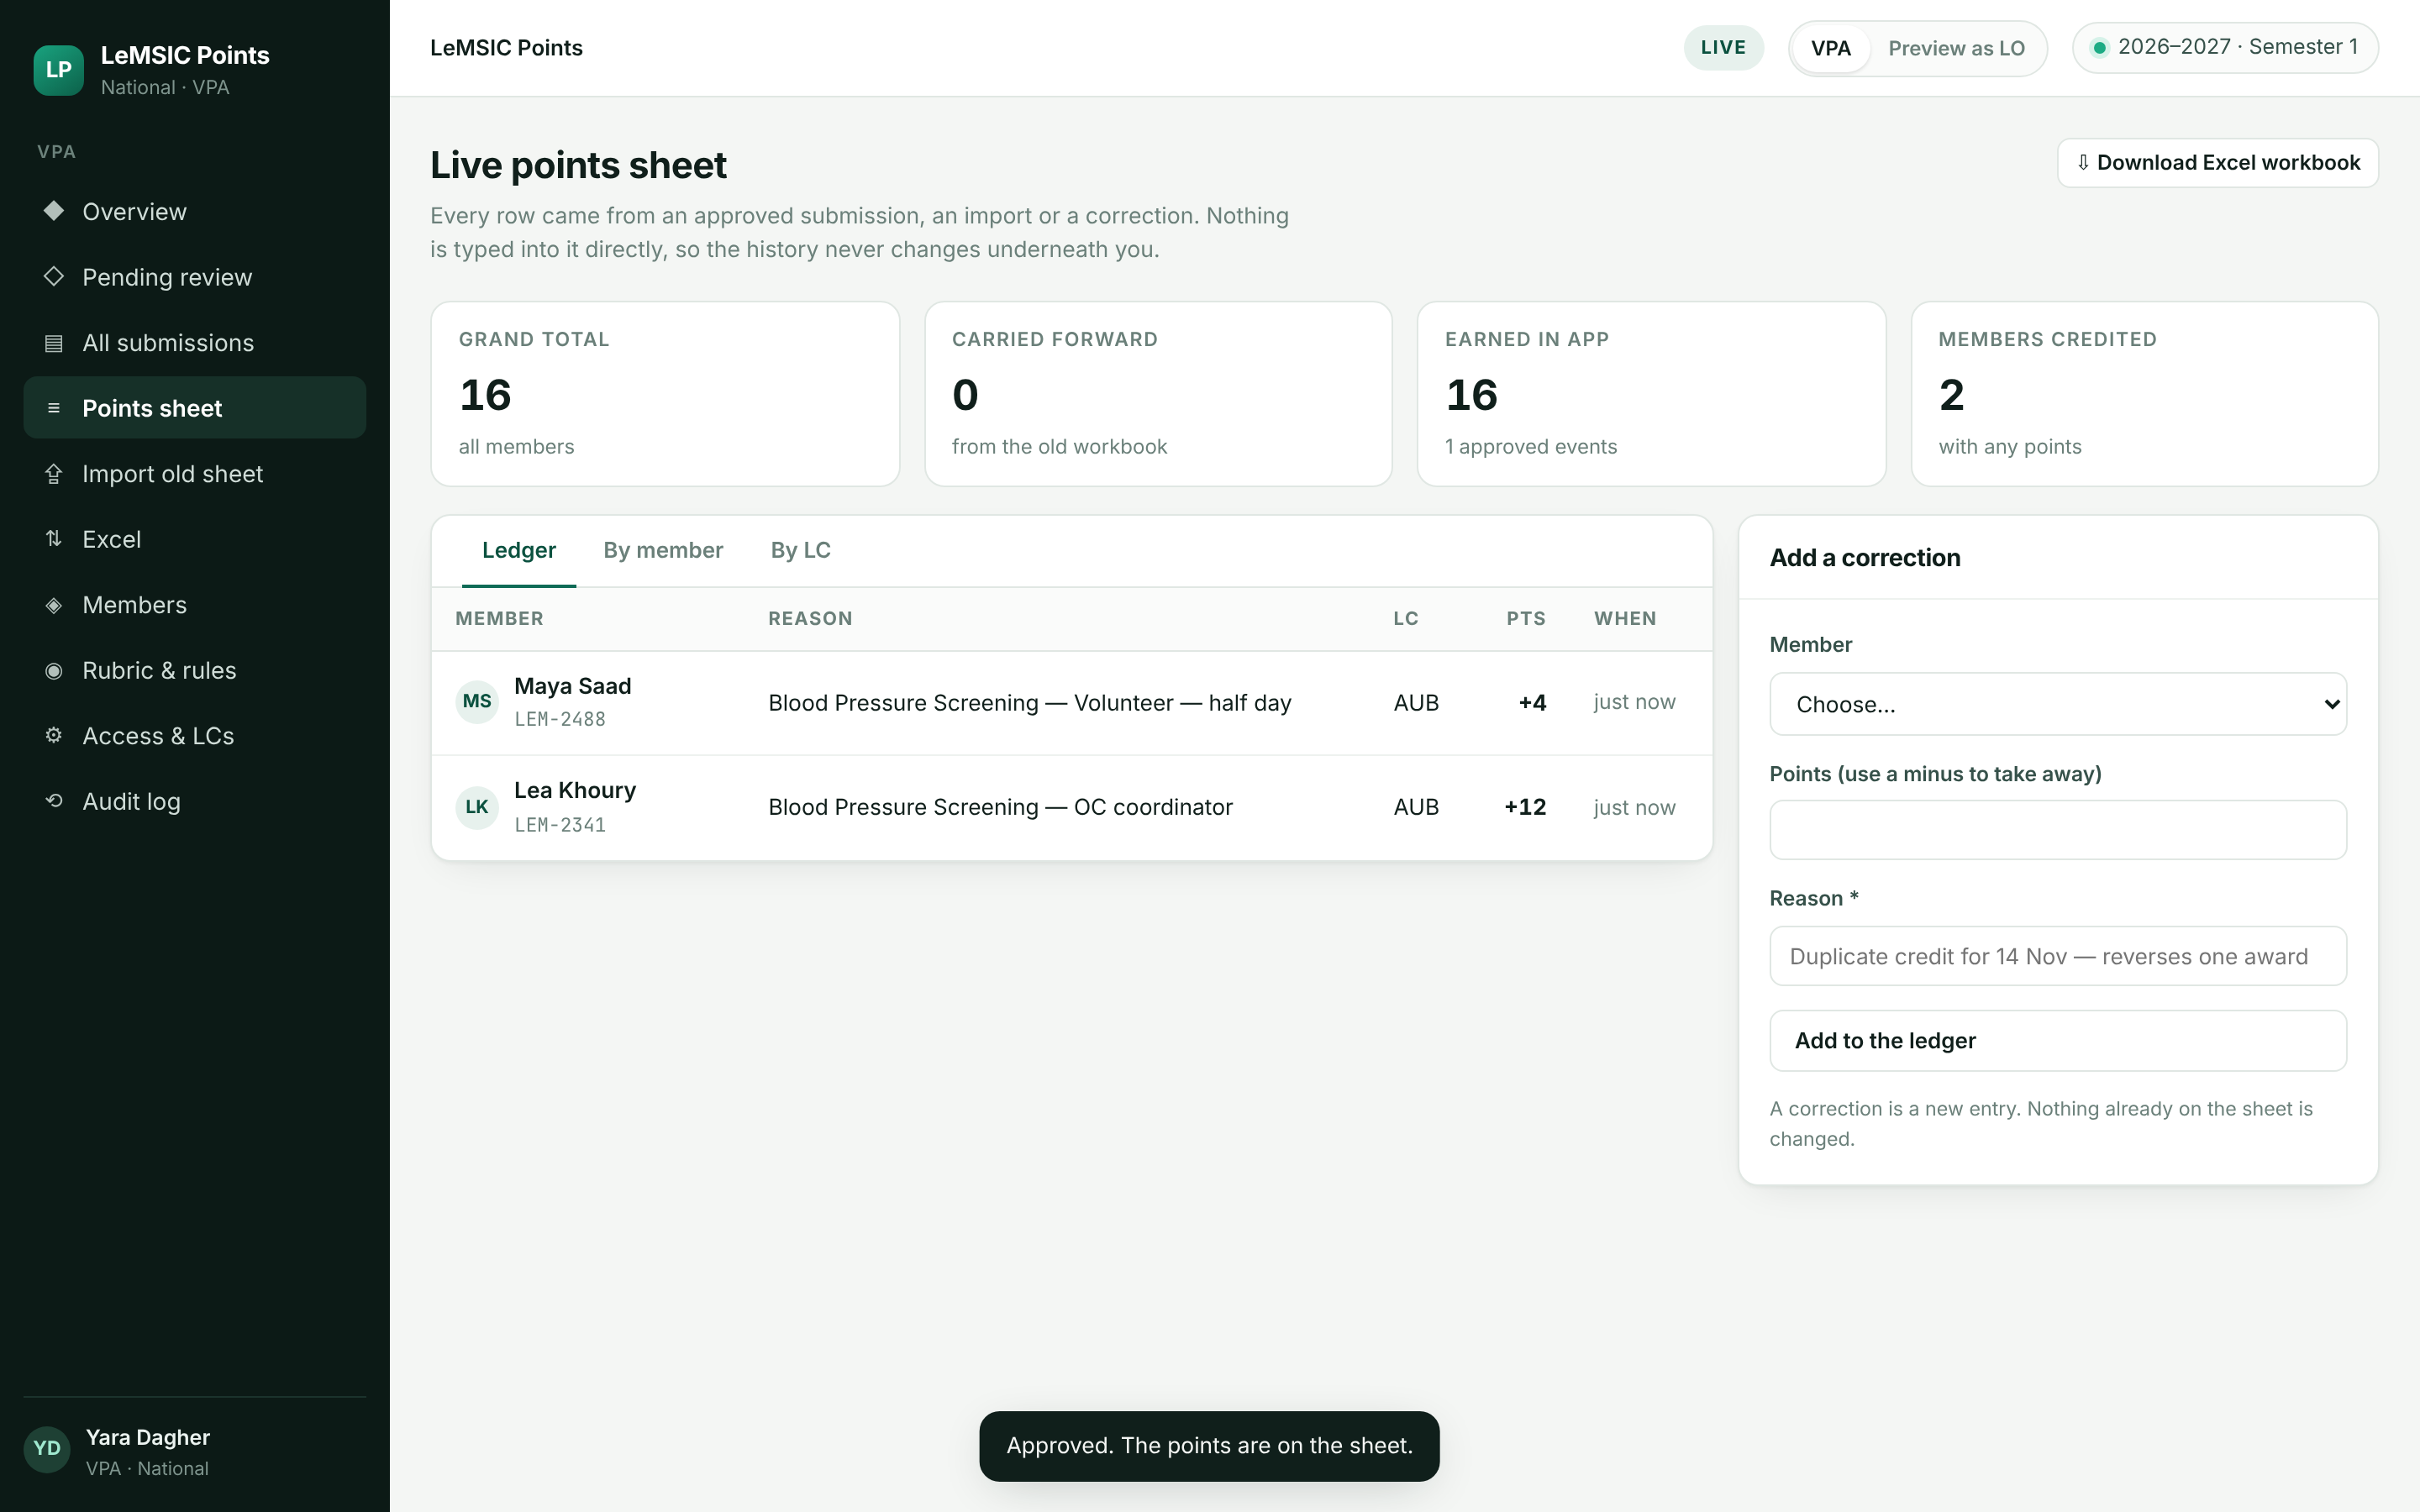 LP
LeMSIC Points
National · VPA
VPA
Overview
Pending review
All submissions
Points sheet
Import old sheet
Excel
Members
Rubric & rules
Access & LCs
Audit log
YD
Yara Dagher
VPA · National
LeMSIC Points
LIVE
VPA
Preview as LO
2026–2027 · Semester 1
Live points sheet
Download Excel workbook
Every row came from an approved submission, an import or a correction. Nothing
is typed into it directly, so the history never changes underneath you.
GRAND TOTAL
16
all members
CARRIED FORWARD
0
from the old workbook
EARNED IN APP
16
1 approved events
MEMBERS CREDITED
2
with any points
Ledger By member By LC
MEMBER REASON LC PTS WHEN
MS Maya Saad
LEM-2488
Blood Pressure Screening — Volunteer — half day AUB +4 just now
LK Lea Khoury
LEM-2341
Blood Pressure Screening — OC coordinator AUB +12 just now
Add a correction
Member
Choose...
Points (use a minus to take away)
Reason *
Duplicate credit for 14 Nov — reverses one award
Add to the ledger
A correction is a new entry. Nothing already on the sheet is
changed.
Approved. The points are on the sheet.